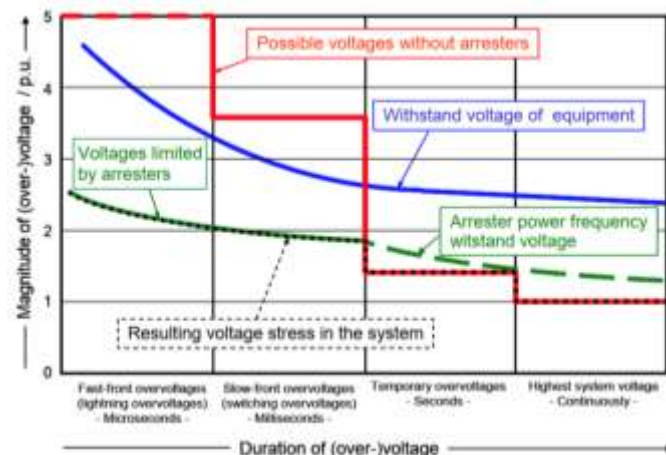 Magnitude of (over-)voltage / p.u.
5
4
3
2
1
0
Possible voltages without arresters
Withstand voltage of equipment
Voltages limited
by arresters
Arrester power frequency
witstand voltage
Resulting voltage stress in the system
Fast-front overvoltages
(lightning overvoltages)
- Microseconds -
Slow-front overvoltages
(switching overvoltages)
- Milliseconds -
Temporary overvoltages
- Seconds -
Highest system voltage
- Continuously -
Duration of (over-)voltage